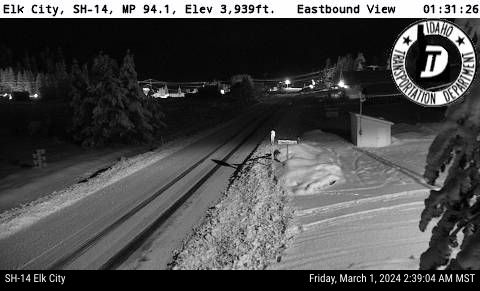 Elk City, SH-14, MP 94.1, Elev 3,939ft. Eastbound View 01:31:26
IDAHO
TRANSPORTATION DEPARTMENT
SH-14 Elk City Friday, March 1, 2024 2:39:04 AM MST